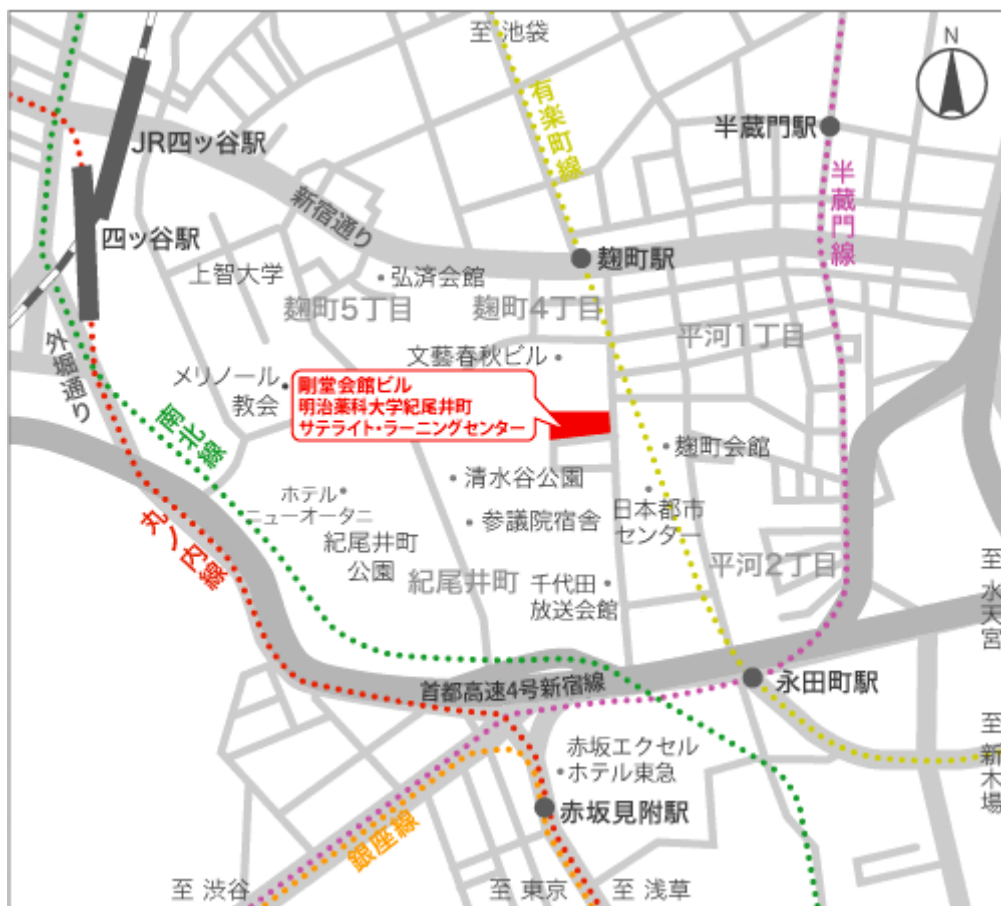 至 池袋
N
有楽町線
半蔵門駅
JR四ッ谷駅
半蔵門線
新宿通り
四ッ谷駅
麹町駅
上智大学
弘済会館
麹町5丁目
麹町4丁目
平河1丁目
外堀通り
文藝春秋ビル
メリノール
教会
剛堂会館ビル
明治薬科大学紀尾井町
サテライト・ラーニングセンター
南北線
麹町会館
清水谷公園
ホテル
ニューオータニ
参議院宿舎
日本都市
センター
丸ノ内線
紀尾井町
公園
紀尾井町
千代田
放送会館
平河2丁目
至 水天宮
首都高速4号新宿線
永田町駅
赤坂エクセル
ホテル東急
至 新木場
赤坂見附駅
銀座線
至 渋谷
至 東京
至 浅草